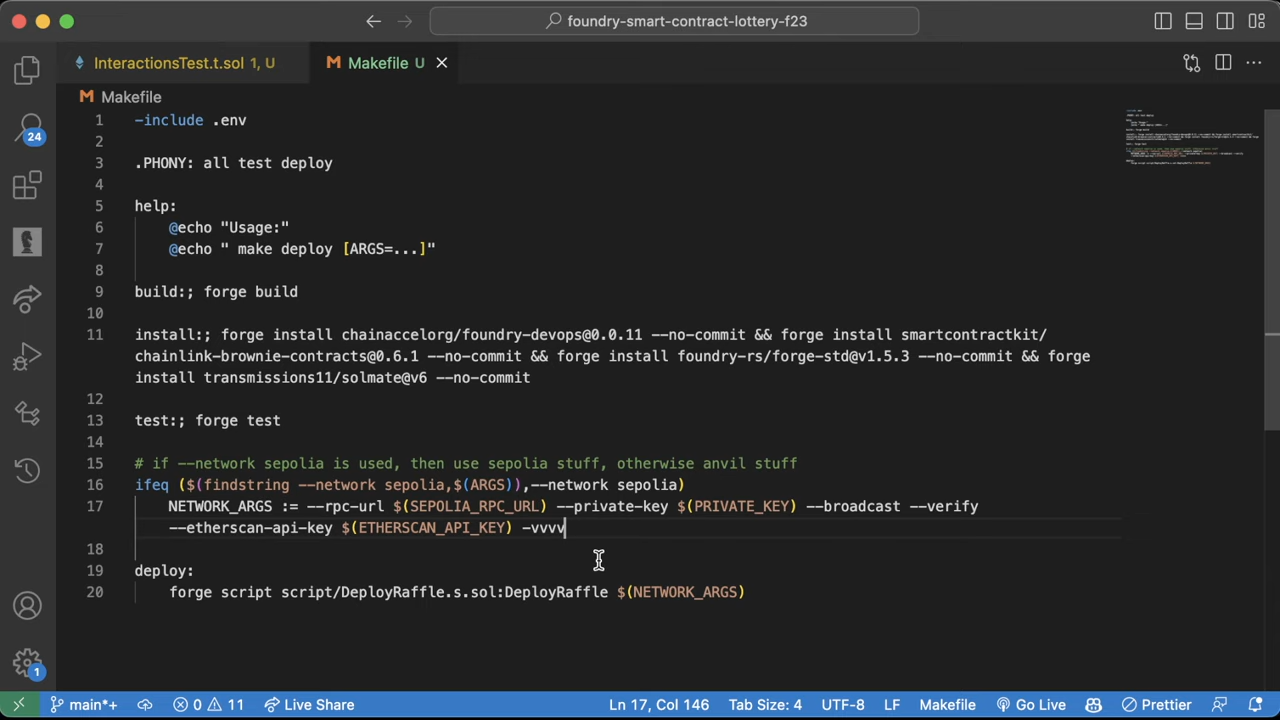 foundry-smart-contract-lottery-f23
InteractionsTest.t.sol 1, U
Makefile U
Makefile
24
1 -include .env
2
3 .PHONY: all test deploy
4
5 help:
6 @echo "Usage:"
7 @echo " make deploy [ARGS=...]"
8
9 build:; forge build
10
11 install:; forge install chainaccelorg/foundry-devops@0.0.11 --no-commit && forge install smartcontractkit/
chainlink-brownie-contracts@0.6.1 --no-commit && forge install foundry-rs/forge-std@v1.5.3 --no-commit && forge
install transmissions11/solmate@v6 --no-commit
12
13 test:; forge test
14
15 # if --network sepolia is used, then use sepolia stuff, otherwise anvil stuff
16 ifeq ($(findstring --network sepolia,$(ARGS)),--network sepolia)
17 NETWORK_ARGS := --rpc-url $(SEPOLIA_RPC_URL) --private-key $(PRIVATE_KEY) --broadcast --verify
--etherscan-api-key $(ETHERSCAN_API_KEY) -vvvv
18
19 deploy:
20 forge script script/DeployRaffle.s.sol:DeployRaffle $(NETWORK_ARGS)
1
main*+ 0 11 Live Share Ln 17, Col 146 Tab Size: 4 UTF-8 LF Makefile Go Live Prettier